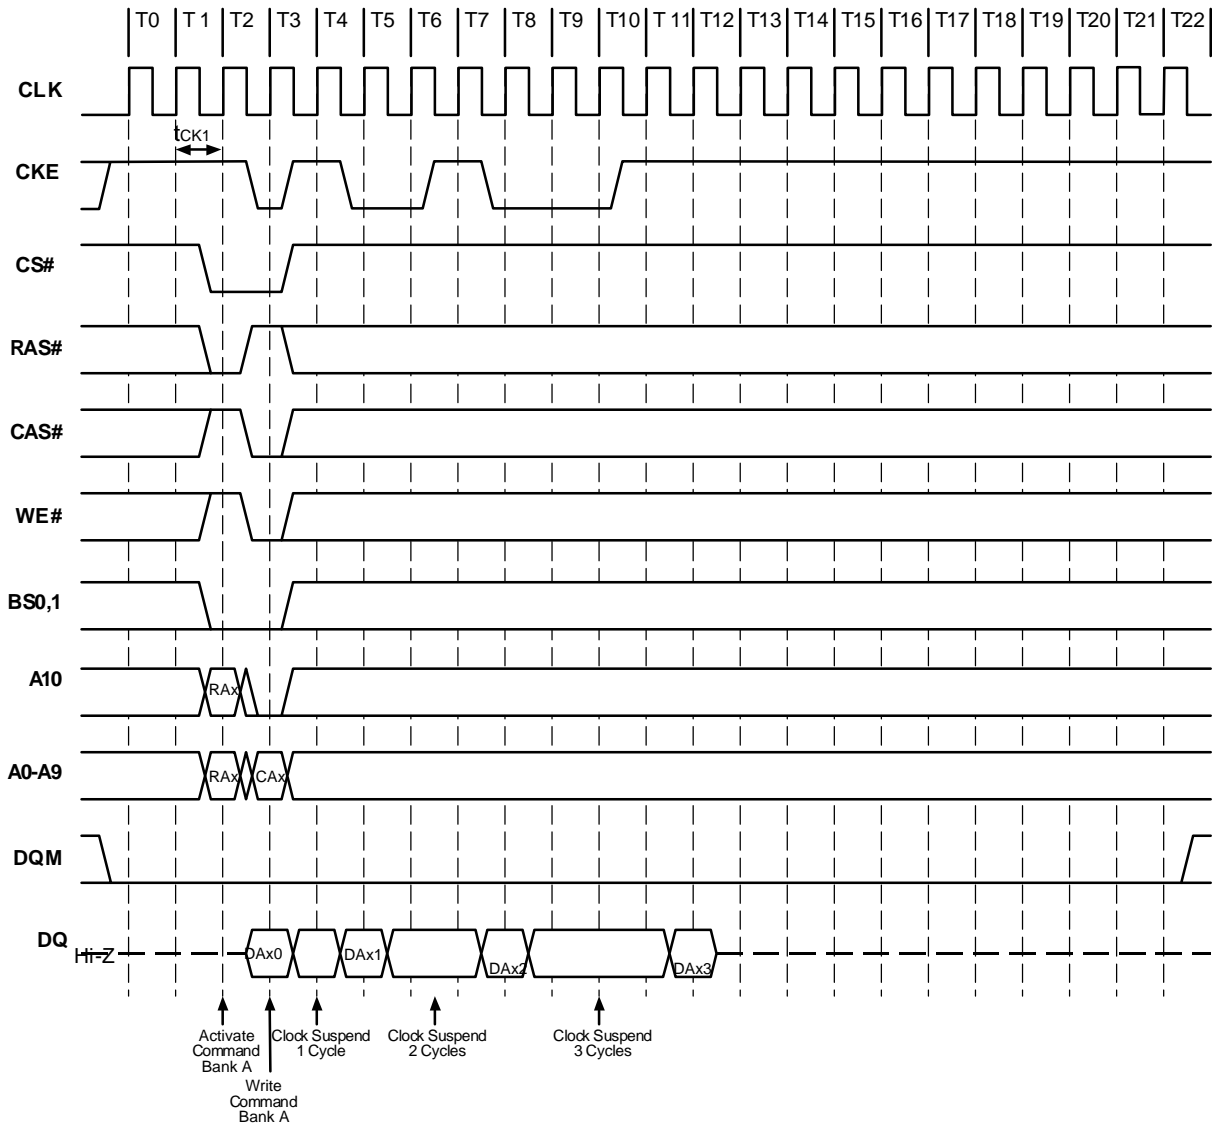 T0 T 1 T2 T3 T4 T5 T6 T7 T8 T9 T10 T 11 T12 T13 T14 T15 T16 T17 T18 T19 T20 T21 T22
CLK
tCK1
CKE
CS#
RAS#
CAS#
WE#
BS0,1
A10
RAx
A0-A9
RAx CAx
DQM
DQ
Hi-Z
DAx0 DAx1 DAx2 DAx3
Activate
Command
Bank A
Write
Command
Bank A
Clock Suspend
1 Cycle
Clock Suspend
2 Cycles
Clock Suspend
3 Cycles